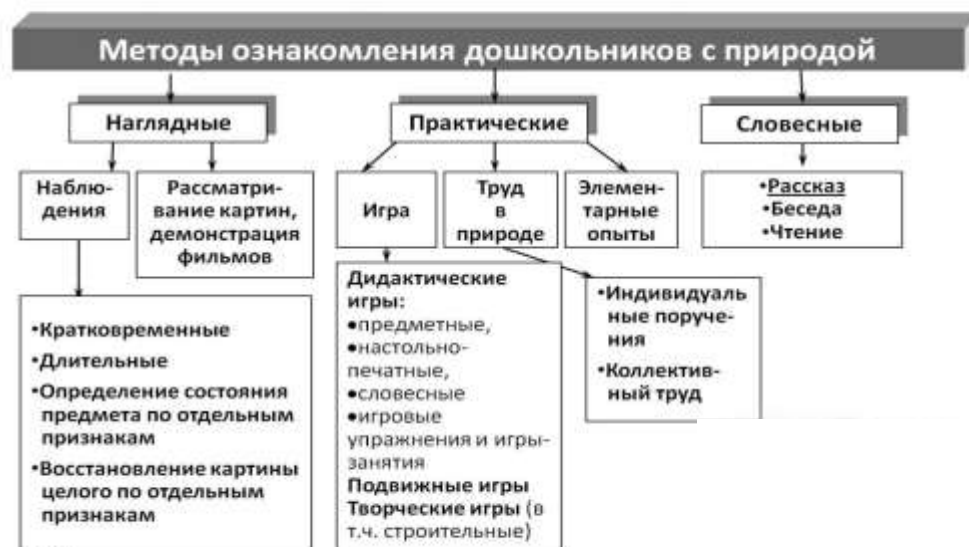 Методы ознакомления дошкольников с природой
Наглядные
Практические
Словесные
Наблю-
дения
Рассматри-
вание картин,
демонстрация
фильмов
Игра
Труд
в
природе
Элемен-
тарные
опыты
•Рассказ
•Беседа
•Чтение
•Кратковременные
•Длительные
•Определение состояния
предмета по отдельным
признакам
•Восстановление картины
целого по отдельным
признакам
Дидактические
игры:
•предметные,
•настольно-
печатные,
•словесные
•игровые
упражнения и игры-
занятия
Подвижные игры
Творческие игры (в
т.ч. строительные)
•Индивидуаль
ные поруче-
ния
•Коллектив-
ный труд